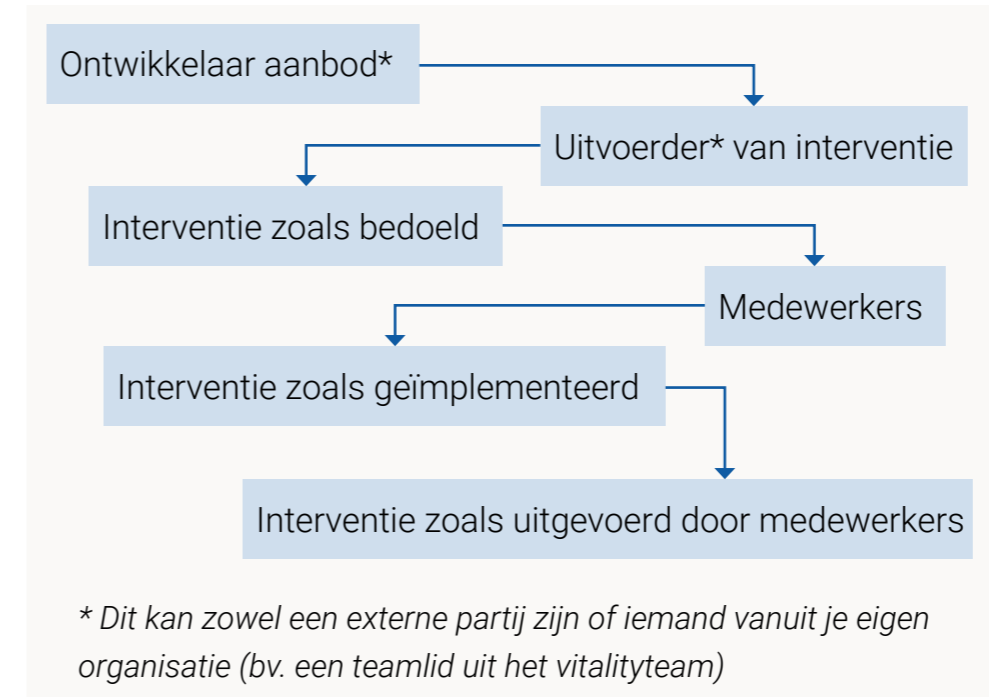 Ontwikkelaar aanbod*
Uitvoerder* van interventie
Interventie zoals bedoeld
Medewerkers
Interventie zoals geïmplementeerd
Interventie zoals uitgevoerd door medewerkers
* Dit kan zowel een externe partij zijn of iemand vanuit je eigen
organisatie (bv. een teamlid uit het vitalityteam)